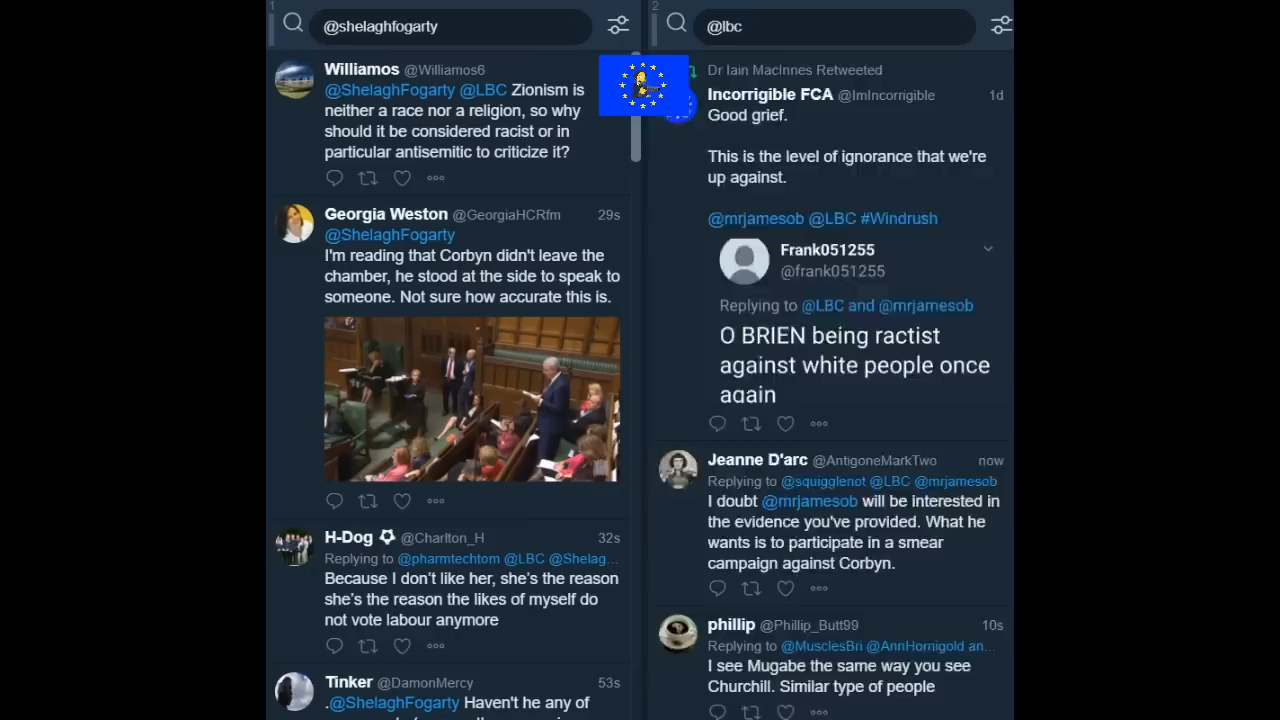 1
@shelaghfogarty
Williamos @Williamos6
@ShelaghFogarty @LBC Zionism is
neither a race nor a religion, so why
should it be considered racist or in
particular antisemitic to criticize it?
Georgia Weston @GeorgiaHCRfm 29s
@ShelaghFogarty
I'm reading that Corbyn didn't leave the
chamber, he stood at the side to speak to
someone. Not sure how accurate this is.
H-Dog @Charlton_H 32s
Replying to @pharmtechtom @LBC @Shelag...
Because I don't like her, she's the reason
she's the reason the likes of myself do
not vote labour anymore
Tinker @DamonMercy 53s
.@ShelaghFogarty Haven't he any of
2
@lbc
Dr Iain MacInnes Retweeted
Incorrigible FCA @ImIncorrigible 1d
Good grief.
This is the level of ignorance that we're
up against.
@mrjamesob @LBC #Windrush
Frank051255
@frank051255
Replying to @LBC and @mrjamesob
O BRIEN being ractist
against white people once
again
Jeanne D'arc @AntigoneMarkTwo now
Replying to @squigglenot @LBC @mrjamesob
I doubt @mrjamesob will be interested in
the evidence you've provided. What he
wants is to participate in a smear
campaign against Corbyn.
phillip @Phillip_Butt99 10s
Replying to @MusclesBri @AnnHornigold an...
I see Mugabe the same way you see
Churchill. Similar type of people